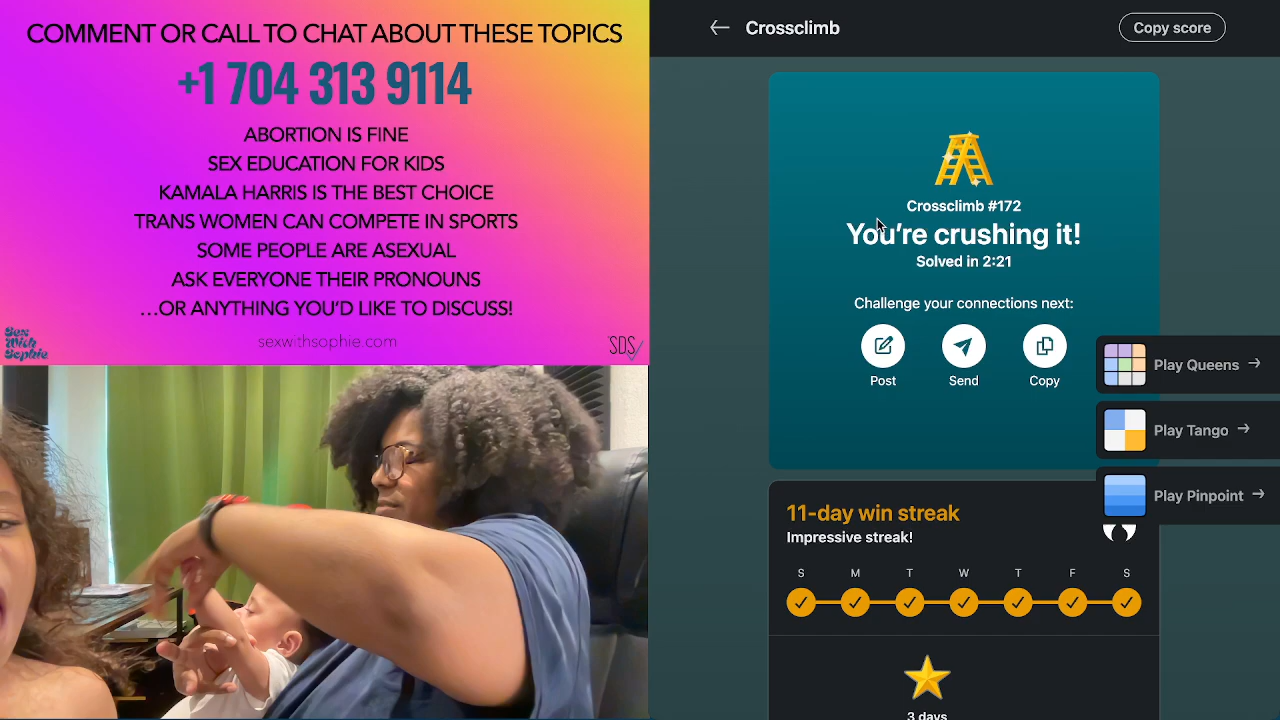 COMMENT OR CALL TO CHAT ABOUT THESE TOPICS
+1 704 313 9114
ABORTION IS FINE
SEX EDUCATION FOR KIDS
KAMALA HARRIS IS THE BEST CHOICE
TRANS WOMEN CAN COMPETE IN SPORTS
SOME PEOPLE ARE ASEXUAL
ASK EVERYONE THEIR PRONOUNS
...OR ANYTHING YOU'D LIKE TO DISCUSS!
Sex
With
Sophie
sexwithsophie.com
SDS
Crossclimb
Copy score
Crossclimb #172
You're crushing it!
Solved in 2:21
Challenge your connections next:
Post
Send
Copy
Play Queens
Play Tango
Play Pinpoint
11-day win streak
Impressive streak!
S M T W T F S
3 days